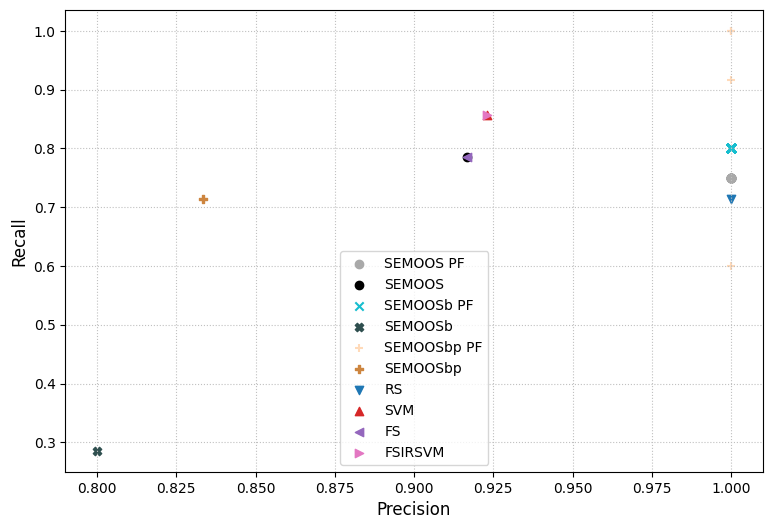 1.0
0.9
0.8
0.7
0.6
0.5
0.4
0.3
Recall
SEMOOS PF
SEMOOS
SEMOOSb PF
SEMOOSb
SEMOOSbp PF
SEMOOSbp
RS
SVM
FS
FSIRSVM
0.800 0.825 0.850 0.875 0.900 0.925 0.950 0.975 1.000
Precision